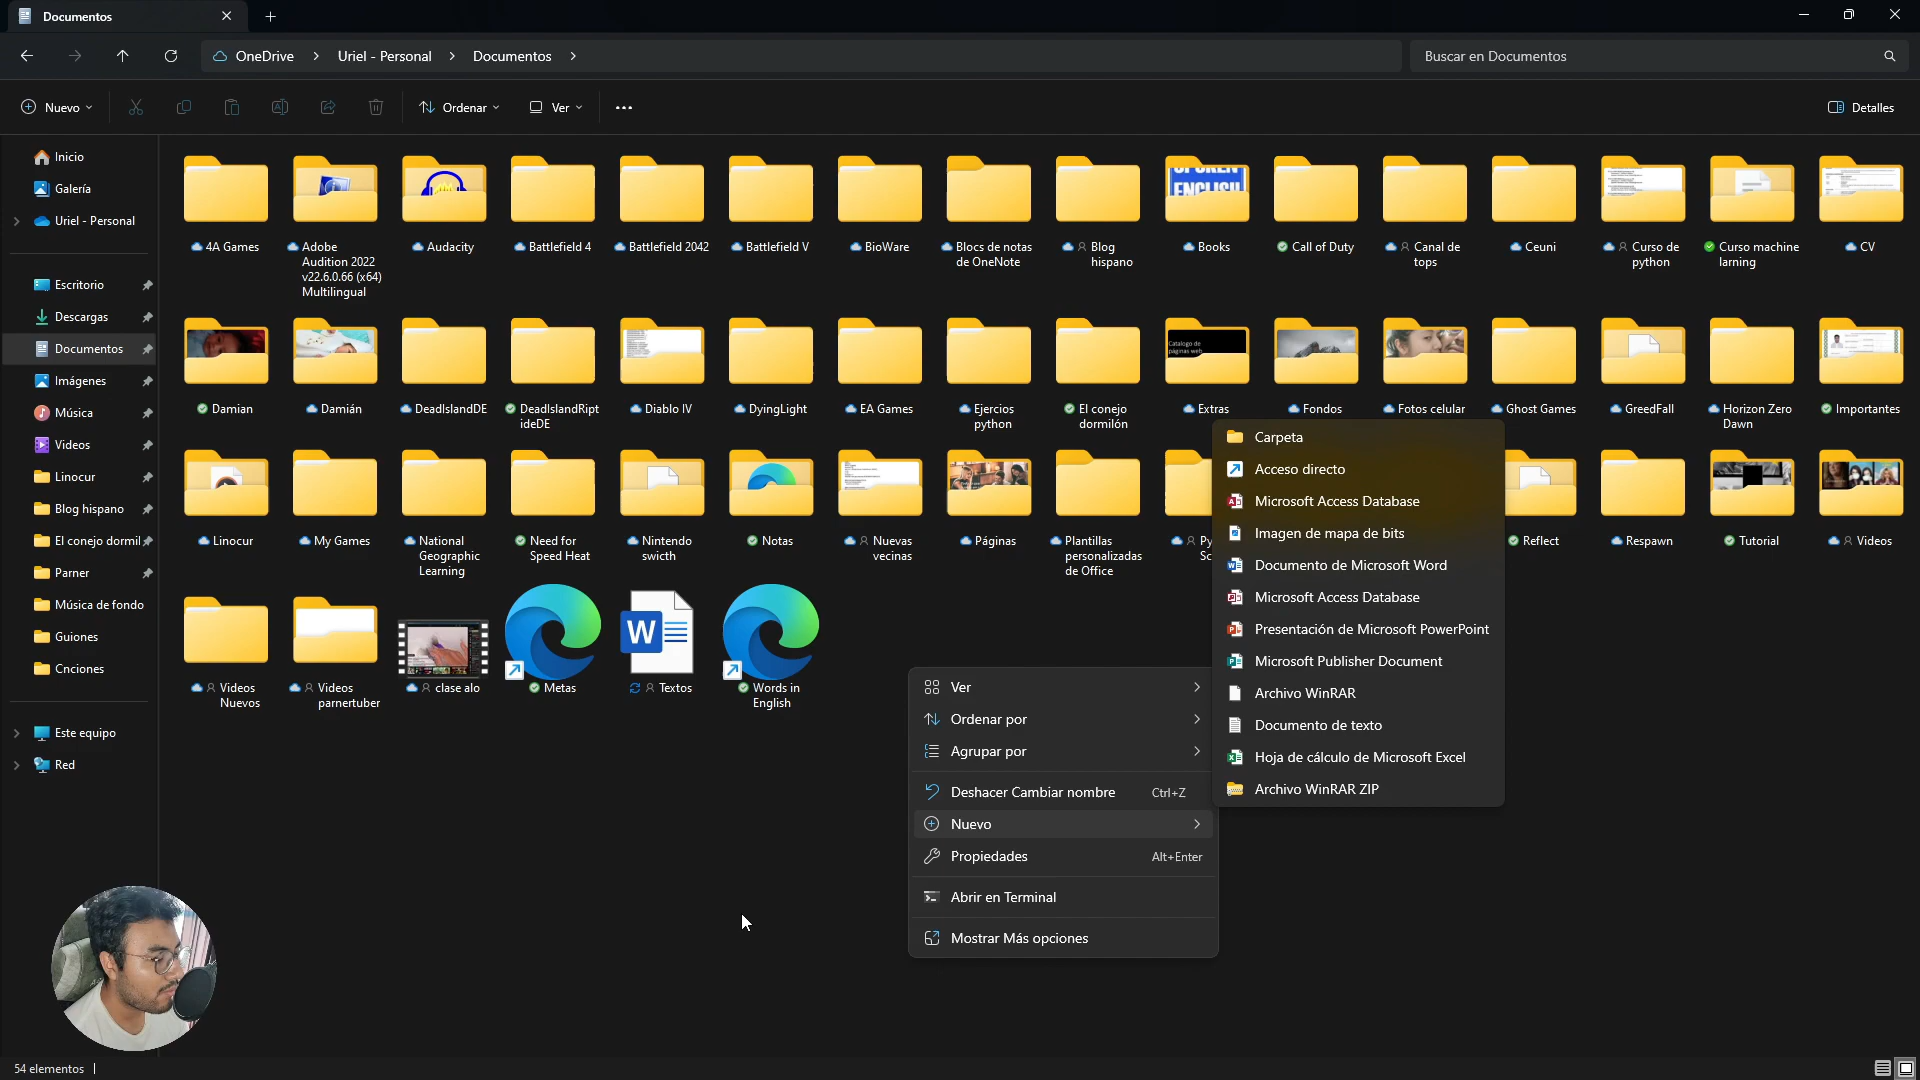 Documentos
OneDrive > Uriel - Personal > Documentos >
Buscar en Documentos
Nuevo
Ordenar
Ver
Detalles
Inicio
Galería
Uriel - Personal
Escritorio
Descargas
Documentos
Imágenes
Música
Videos
Linocur
Blog hispano
El conejo dormil
Parner
Música de fondo
Guiones
Cnciones
Este equipo
Red
4A Games
Adobe
Audition 2022
v22.6.0.66 (x64)
Multilingual
Audacity
Battlefield 4
Battlefield 2042
Battlefield V
BioWare
Blocs de notas
de OneNote
Blog
hispano
SPOKEN
ENGLISH
Books
Call of Duty
Canal de
tops
Ceuni
Curso de
python
Curso machine
larning
CV
Damian
Damián
DeadIslandDE
DeadIslandRipt
ideDE
Diablo IV
DyingLight
EA Games
Ejercios
python
El conejo
dormilón
Catalogo de
páginas web
Extras
Fondos
Fotos celular
Ghost Games
GreedFall
Horizon Zero
Dawn
Importantes
Linocur
My Games
National
Geographic
Learning
Need for
Speed Heat
Nintendo
swicth
Notas
Nuevas
vecinas
Páginas
Plantillas
personalizadas
de Office
Py
Sc
Reflect
Respawn
Tutorial
Videos
Videos
Nuevos
Videos
parnertuber
clase alo
Metas
W
Textos
Words in
English
Ver
Ordenar por
Agrupar por
Deshacer Cambiar nombre Ctrl+Z
Nuevo
Propiedades Alt+Enter
Abrir en Terminal
Mostrar Más opciones
Carpeta
Acceso directo
Microsoft Access Database
Imagen de mapa de bits
Documento de Microsoft Word
Microsoft Access Database
Presentación de Microsoft PowerPoint
Microsoft Publisher Document
Archivo WinRAR
Documento de texto
Hoja de cálculo de Microsoft Excel
Archivo WinRAR ZIP
54 elementos